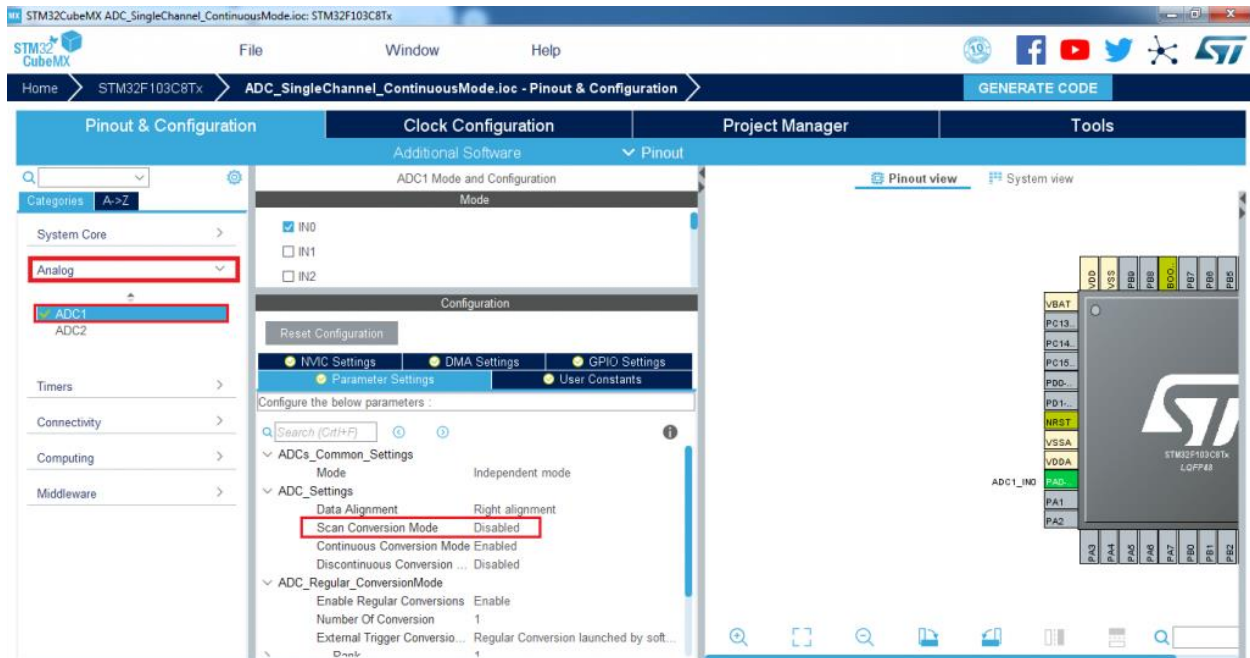 MX STM32CubeMX ADC_SingleChannel_ContinuousMode.ioc: STM32F103C8Tx
STM32
CubeMX
File Window Help
10
Home STM32F103C8Tx ADC_SingleChannel_ContinuousMode.ioc - Pinout & Configuration GENERATE CODE
Pinout & Configuration Clock Configuration Project Manager Tools
Additional Software Pinout
ADC1 Mode and Configuration
Pinout view System view
Categories A->Z
Mode
System Core
IN0
IN1
Analog
IN2
ADC1
ADC2
Configuration
Reset Configuration
NVIC Settings DMA Settings GPIO Settings
Parameter Settings User Constants
Timers
Configure the below parameters :
Connectivity
Search (Crtl+F)
Computing
ADCs_Common_Settings
Mode Independent mode
Middleware
ADC_Settings
Data Alignment Right alignment
Scan Conversion Mode Disabled
Continuous Conversion Mode Enabled
Discontinuous Conversion ... Disabled
ADC_Regular_ConversionMode
Enable Regular Conversions Enable
Number Of Conversion 1
External Trigger Conversio... Regular Conversion launched by soft...
Rank 1
VDD VSS PB9 PB8 BOO.. PB7 PB6 PB5
VBAT
PC13..
PC14..
PC15..
PD0-..
PD1-..
NRST
VSSA
VDDA
ADC1_IN0 PA0-..
PA1
PA2
STM32F103C8Tx
LQFP48
PA3 PA4 PA5 PA6 PA7 PB0 PB1 PB2